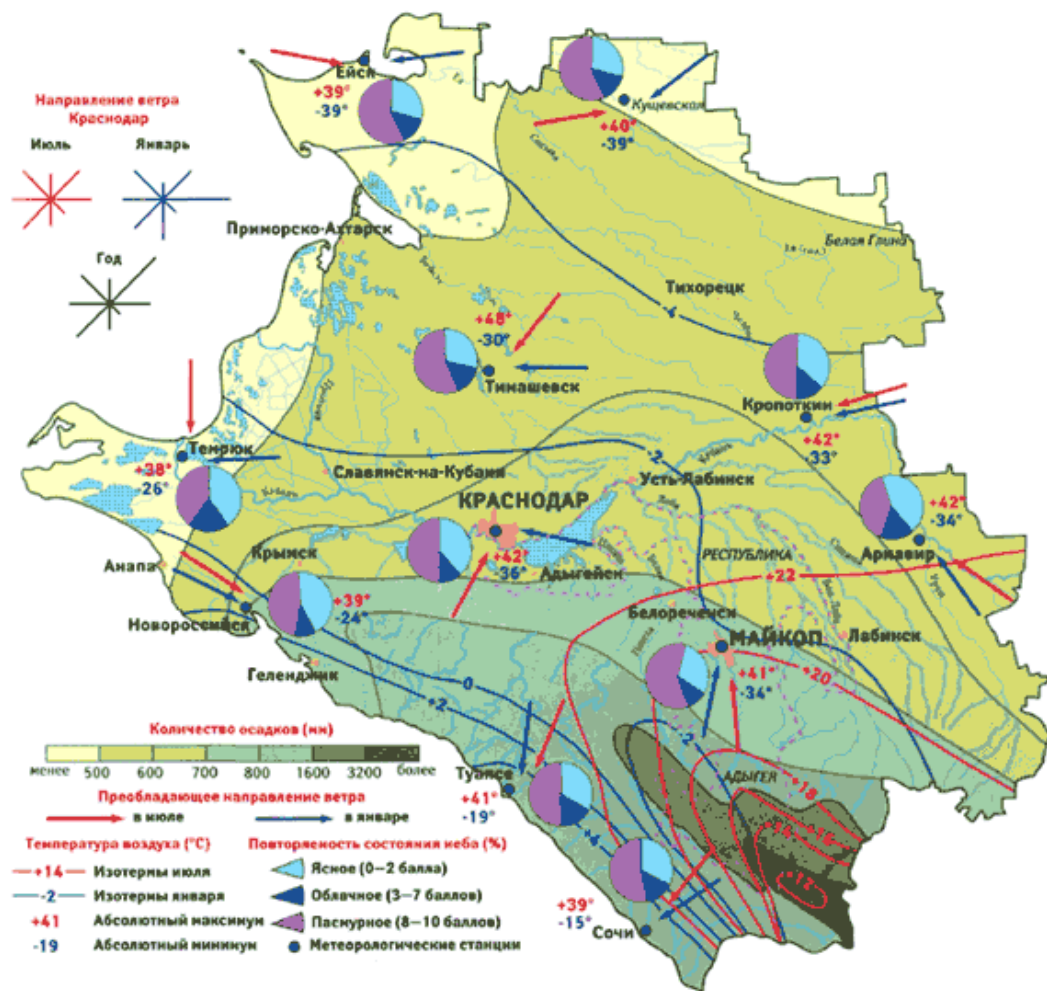 Направление ветра
Краснодар
Июль
Январь
Год
Ейск
+39°
-39°
Кущевская
+40°
-39°
Приморско-Ахтарск
Белая Глина
Тихорецк
-4
+48°
-30°
Тимашевск
Кропоткин
+42°
-33°
Темрюк
+38°
26°
Славянск-на-Кубани
-2
Усть-Лабинск
КРАСНОДАР
+42°
-36°
+42°
-34°
Армавир
Анапа
Крымск
Адыгейск
РЕСПУБЛИКА
+22
Новороссийск
+39°
-24°
Белореченск
МАЙКОП
Лабинск
+41°
-34°
+20
Геленджик
0
+2
-2
АДЫГЕЯ
+18
+16
+14
+12
Количество осадков (мм)
менее 500 600 700 800 1600 3200 более
Туапсе
+41°
-19°
+4
Преобладающее направление ветра
в июле
в январе
Температура воздуха (°С)
+14 Изотермы июля
-2 Изотермы января
+41 Абсолютный максимум
-19 Абсолютный минимум
Повторяемость состояния неба (%)
Ясное (0—2 балла)
Облачное (3—7 баллов)
Пасмурное (8—10 баллов)
Метеорологические станции
+39°
-15°
Сочи